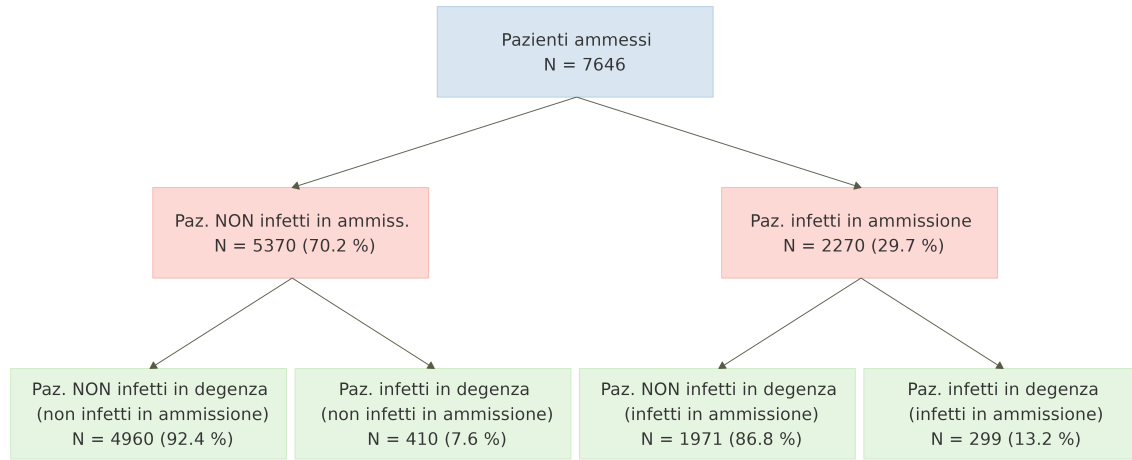 Pazienti ammessi
N = 7646
Paz. NON infetti in ammiss.
N = 5370 (70.2 %)
Paz. infetti in ammissione
N = 2270 (29.7 %)
Paz. NON infetti in degenza
(non infetti in ammissione)
N = 4960 (92.4 %)
Paz. infetti in degenza
(non infetti in ammissione)
N = 410 (7.6 %)
Paz. NON infetti in degenza
(infetti in ammissione)
N = 1971 (86.8 %)
Paz. infetti in degenza
(infetti in ammissione)
N = 299 (13.2 %)